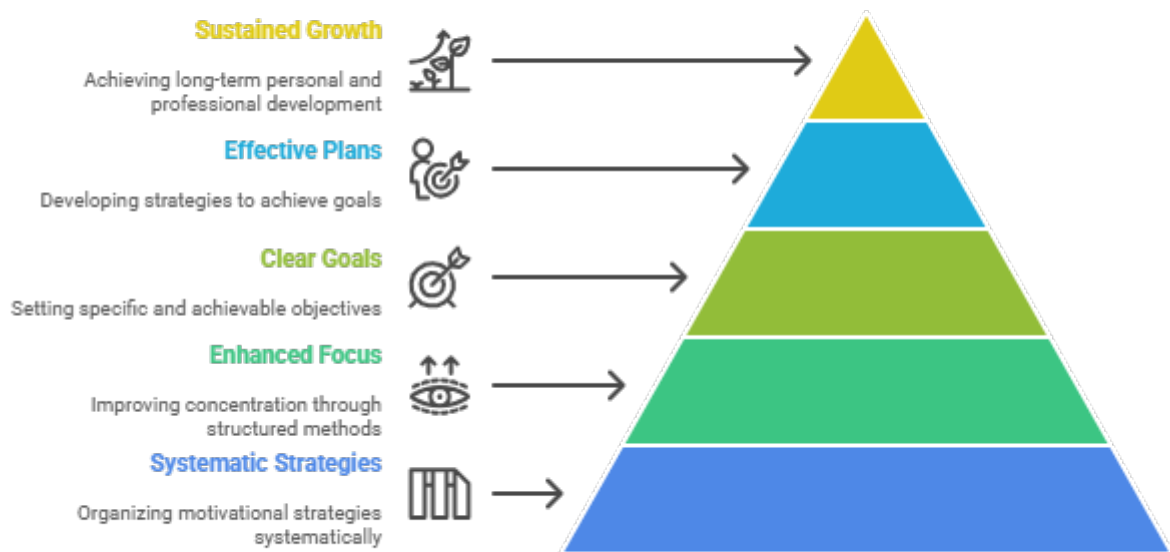 Sustained Growth
Achieving long-term personal and
professional development
Effective Plans
Developing strategies to achieve goals
Clear Goals
Setting specific and achievable objectives
Enhanced Focus
Improving concentration through
structured methods
Systematic Strategies
Organizing motivational strategies
systematically